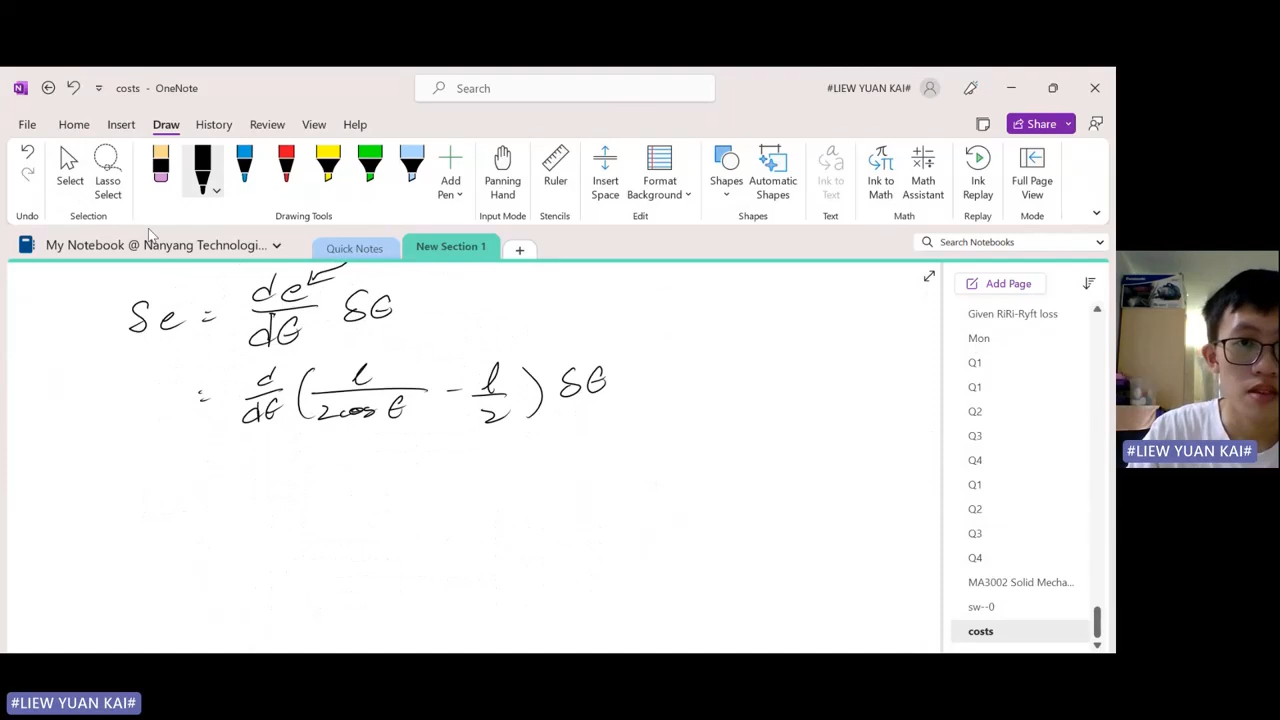 costs - OneNote
Search
#LIEW YUAN KAI#
File Home Insert Draw History Review View Help
Share
Undo
Select
Lasso Select
Selection
Drawing Tools
Add Pen
Panning Hand
Input Mode
Ruler
Stencils
Insert Space
Format Background
Edit
Shapes
Automatic Shapes
Shapes
Ink to Text
Text
Ink to Math
Math Assistant
Math
Ink Replay
Replay
Full Page View
Mode
My Notebook @ Nanyang Technologi...
Quick Notes
New Section 1
Search Notebooks
Add Page
Given RiRi-Ryft loss
Mon
Q1
Q1
Q2
Q3
Q4
Q1
Q2
Q3
Q4
MA3002 Solid Mecha...
sw--0
costs
δe = de/dθ δθ
= d/dθ (l/2cos θ - l/2) δθ
#LIEW YUAN KAI#
#LIEW YUAN KAI#